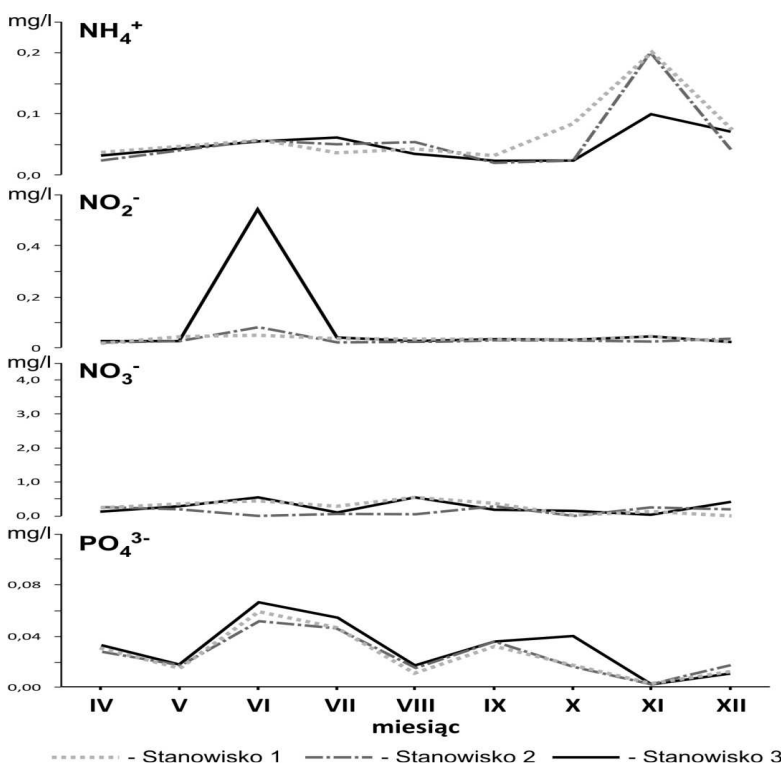 mg/l
NH₄⁺
0,2
0,1
0,0
mg/l
NO₂⁻
0,4
0,2
0
mg/l
NO₃⁻
4,0
3,0
2,0
1,0
0,0
mg/l
PO₄³⁻
0,08
0,04
0,00
IV V VI VII VIII IX X XI XII
miesiąc
- Stanowisko 1 - Stanowisko 2 - Stanowisko 3